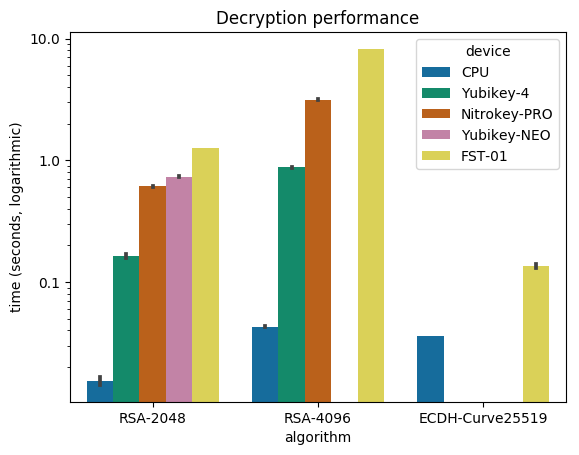 Decryption performance
time (seconds, logarithmic)
10.0
1.0
0.1
device
CPU
Yubikey-4
Nitrokey-PRO
Yubikey-NEO
FST-01
RSA-2048
RSA-4096
ECDH-Curve25519
algorithm